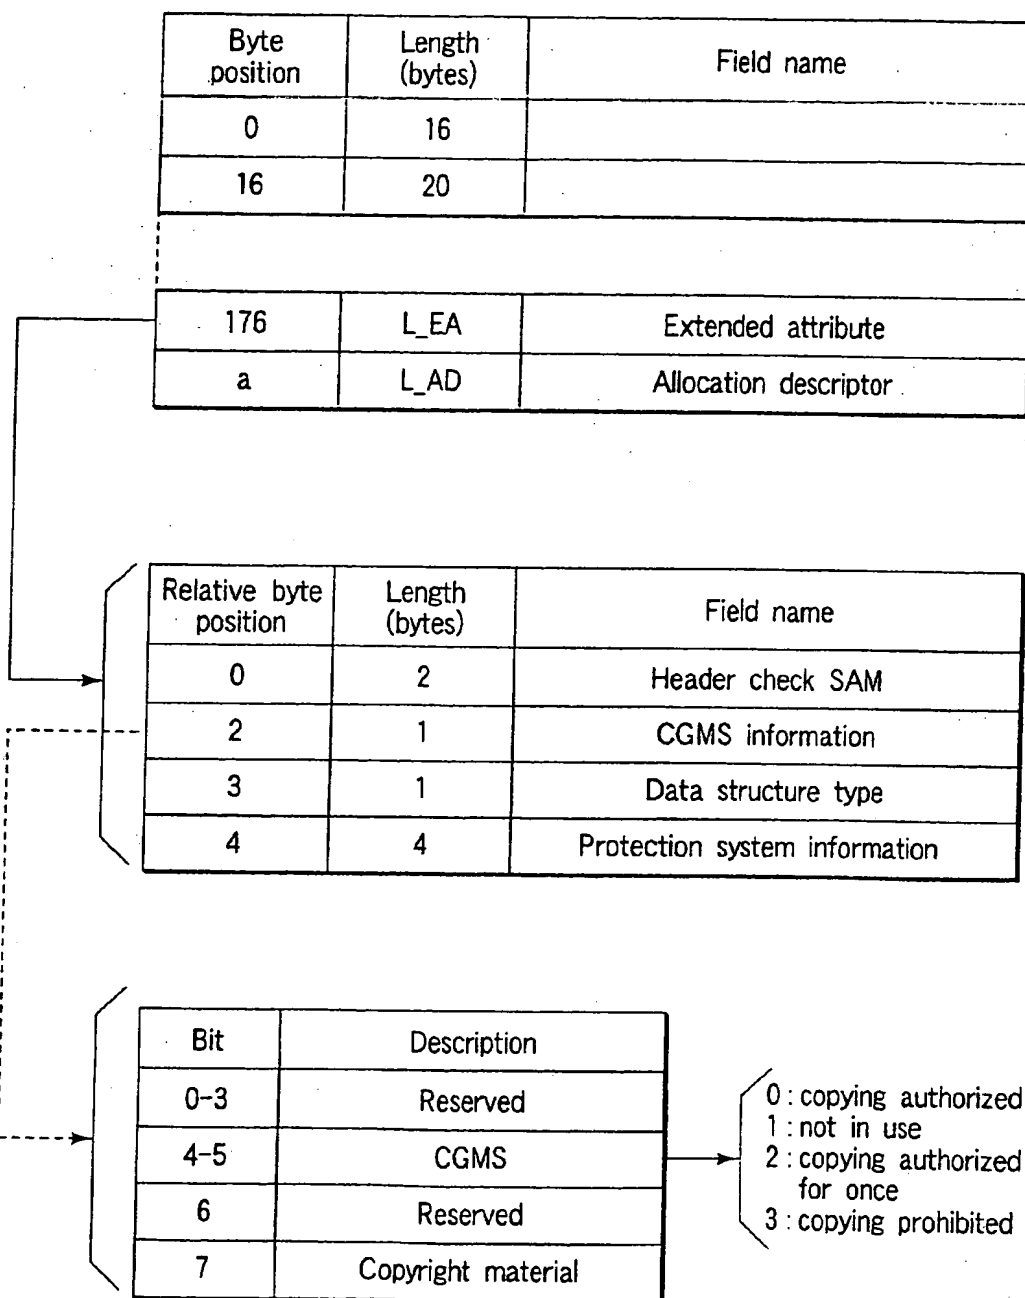 Byte position Length (bytes) Field name
0 16
16 20
176 L_EA Extended attribute
a L_AD Allocation descriptor
Relative byte position Length (bytes) Field name
0 2 Header check SAM
2 1 CGMS information
3 1 Data structure type
4 4 Protection system information
Bit Description
0-3 Reserved
4-5 CGMS
6 Reserved
7 Copyright material
0 : copying authorized
1 : not in use
2 : copying authorized
for once
3 : copying prohibited